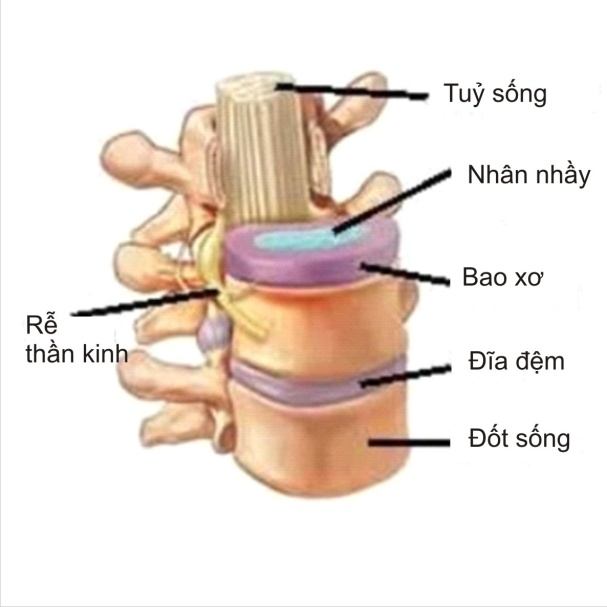 Tuỷ sống
Nhân nhầy
Bao xơ
Rễ
thần kinh
Đĩa đệm
Đốt sống